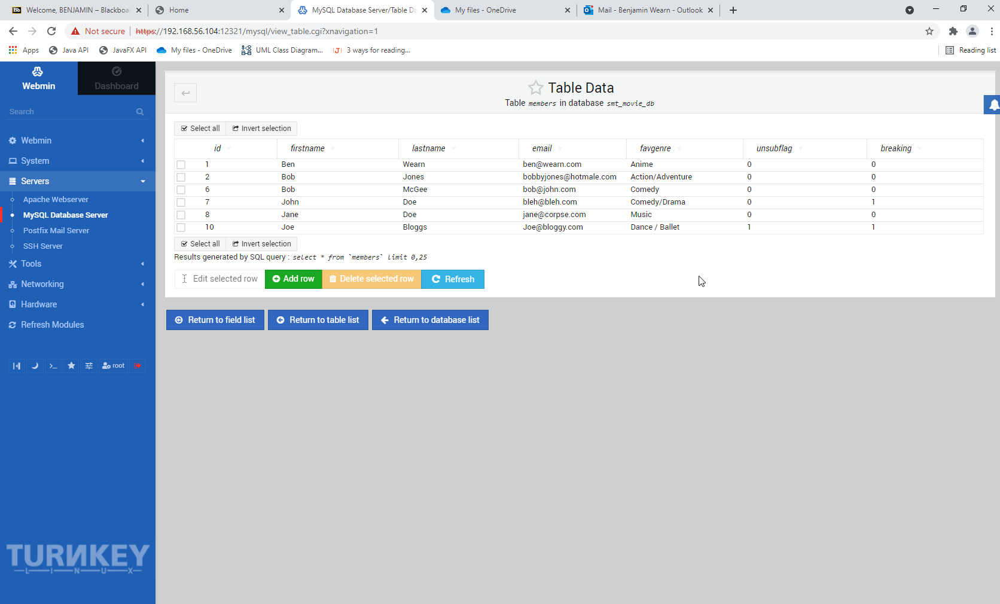 Bb Welcome, BENJAMIN – Blackboar
Home
MySQL Database Server/Table Da
My files - OneDrive
Mail - Benjamin Wearn - Outlook
Not secure https://192.168.56.104:12321/mysql/view_table.cgi?xnavigation=1
Apps Java API JavaFX API My files - OneDrive UML Class Diagram... 3 ways for reading... Reading list
Webmin
Dashboard
Search
Webmin
System
Servers
Apache Webserver
MySQL Database Server
Postfix Mail Server
SSH Server
Tools
Networking
Hardware
Refresh Modules
root
TURNKEY
LINUX
Table Data
Table members in database smt_movie_db
Select all Invert selection
id firstname lastname email favgenre unsubflag breaking
1 Ben Wearn ben@wearn.com Anime 0 0
2 Bob Jones bobbyjones@hotmale.com Action/Adventure 0 0
6 Bob McGee bob@john.com Comedy 0 0
7 John Doe bleh@bleh.com Comedy/Drama 0 1
8 Jane Doe jane@corpse.com Music 0 0
10 Joe Bloggs Joe@bloggy.com Dance / Ballet 1 1
Select all Invert selection
Results generated by SQL query : select * from `members` limit 0,25
Edit selected row Add row Delete selected row Refresh
Return to field list Return to table list Return to database list